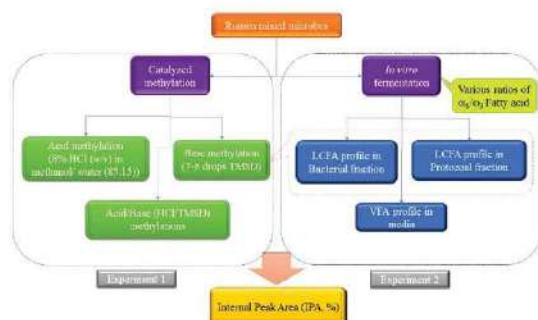 Rumen mixed microbes
Catalyzed
methylation
In vitro
fermentation
Various ratios of
α₆/α₃ Fatty acid
Acid methylation
(8% HCl (w/v) in
methanol/ water (85:15))
Base methylation
(7-8 drops TMSD)
LCFA profile in
Bacterial fraction
LCFA profile in
Protozoal fraction
Acid/Base (HCl/TMSD)
methylations
VFA profile in
media
Experiment 1
Experiment 2
Internal Peak Area (IPA, %)